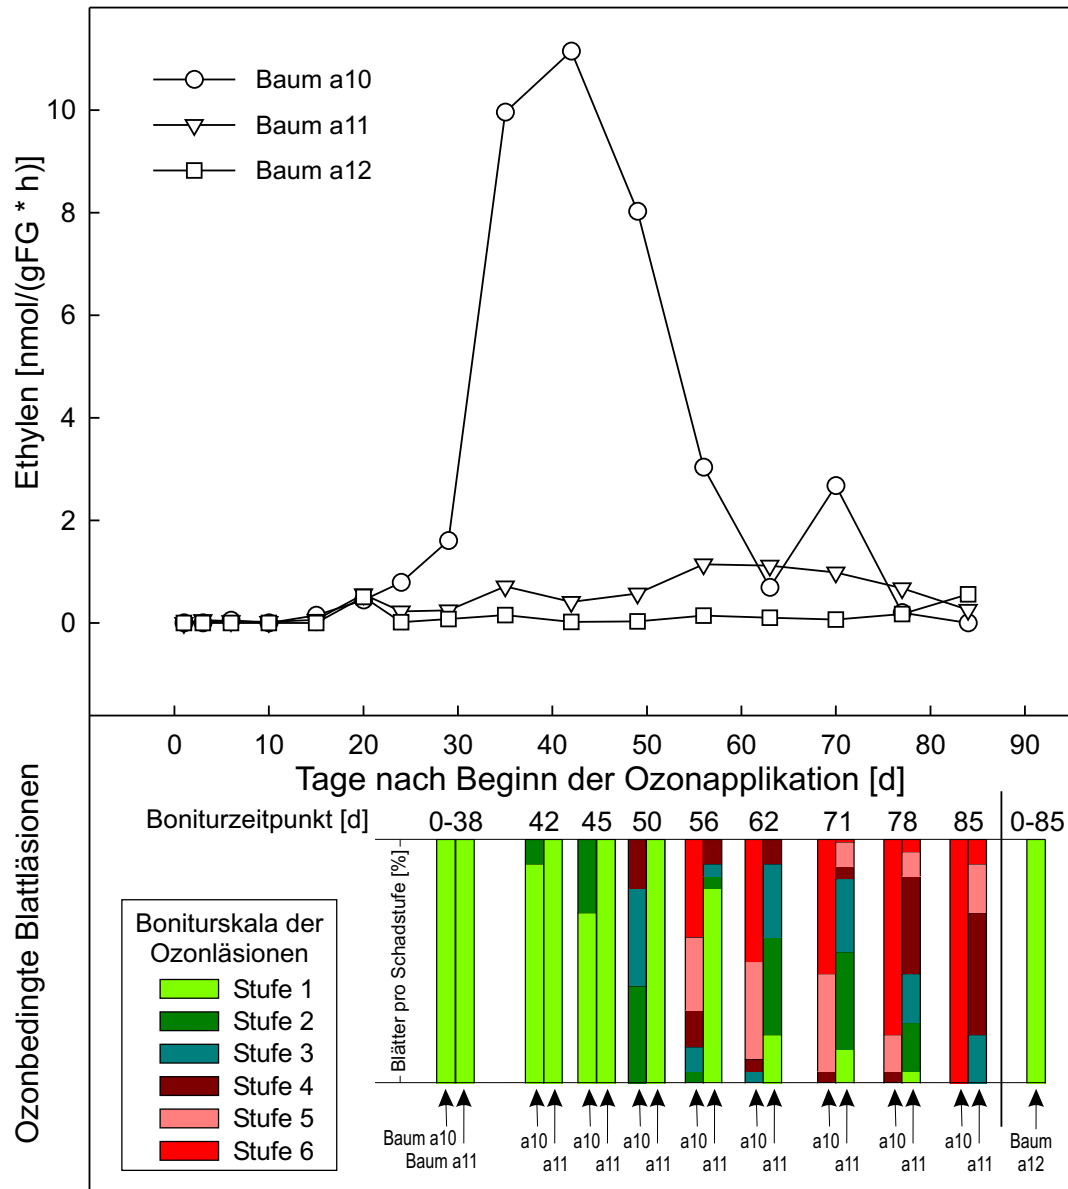 Ethylen [nmol/(gFG * h)]
10
8
6
4
2
0
Baum a10
Baum a11
Baum a12
0 10 20 30 40 50 60 70 80 90
Tage nach Beginn der Ozonapplikation [d]
Ozonbedingte Blattläsionen
Boniturzeitpunkt [d] 0-38 42 45 50 56 62 71 78 85 0-85
Blätter pro Schadstufe [%]
Boniturskala der
Ozonläsionen
Stufe 1
Stufe 2
Stufe 3
Stufe 4
Stufe 5
Stufe 6
Baum a10 a10 a10 a10 a10 a10 a10 a10 a10 Baum
Baum a11 a11 a11 a11 a11 a11 a11 a11 a11 a12